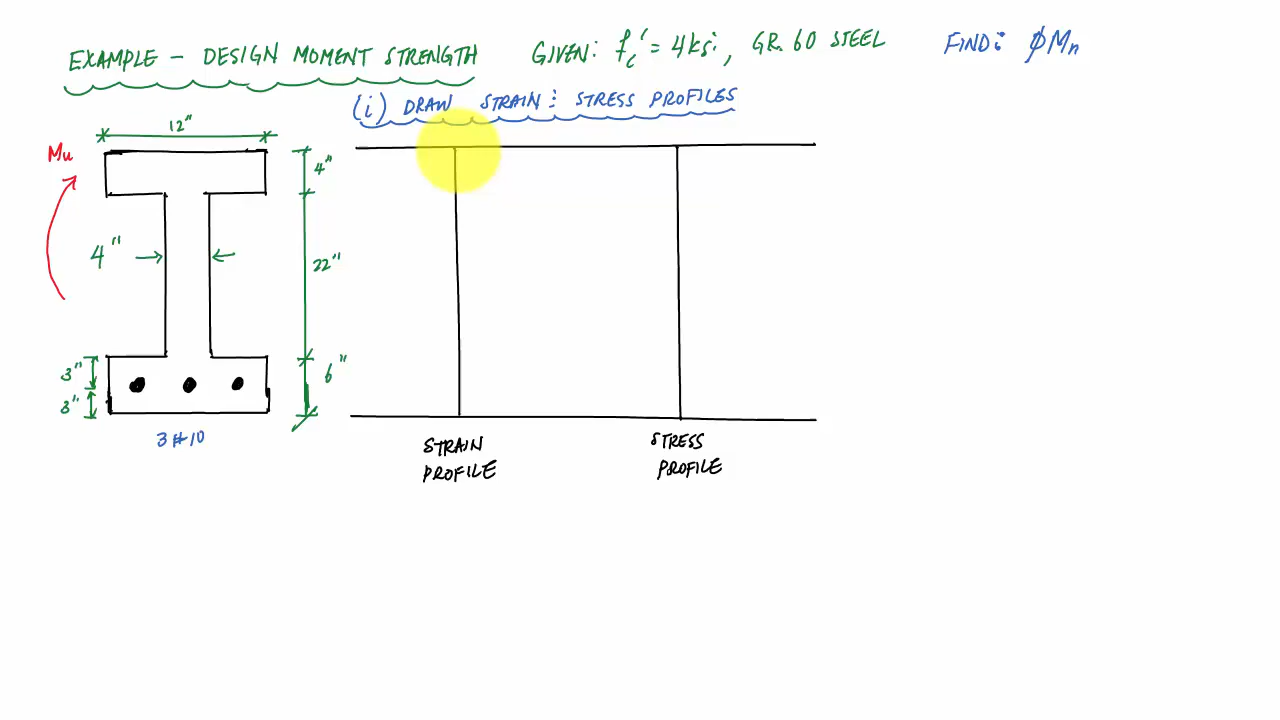 EXAMPLE - DESIGN MOMENT STRENGTH GIVEN: fc' = 4ksi, GR. 60 STEEL FIND: ϕMn
(i) DRAW STRAIN : STRESS PROFILES
12"
Mu
4"
4"
22"
3"
6"
3"
3#10
STRAIN
PROFILE
STRESS
PROFILE